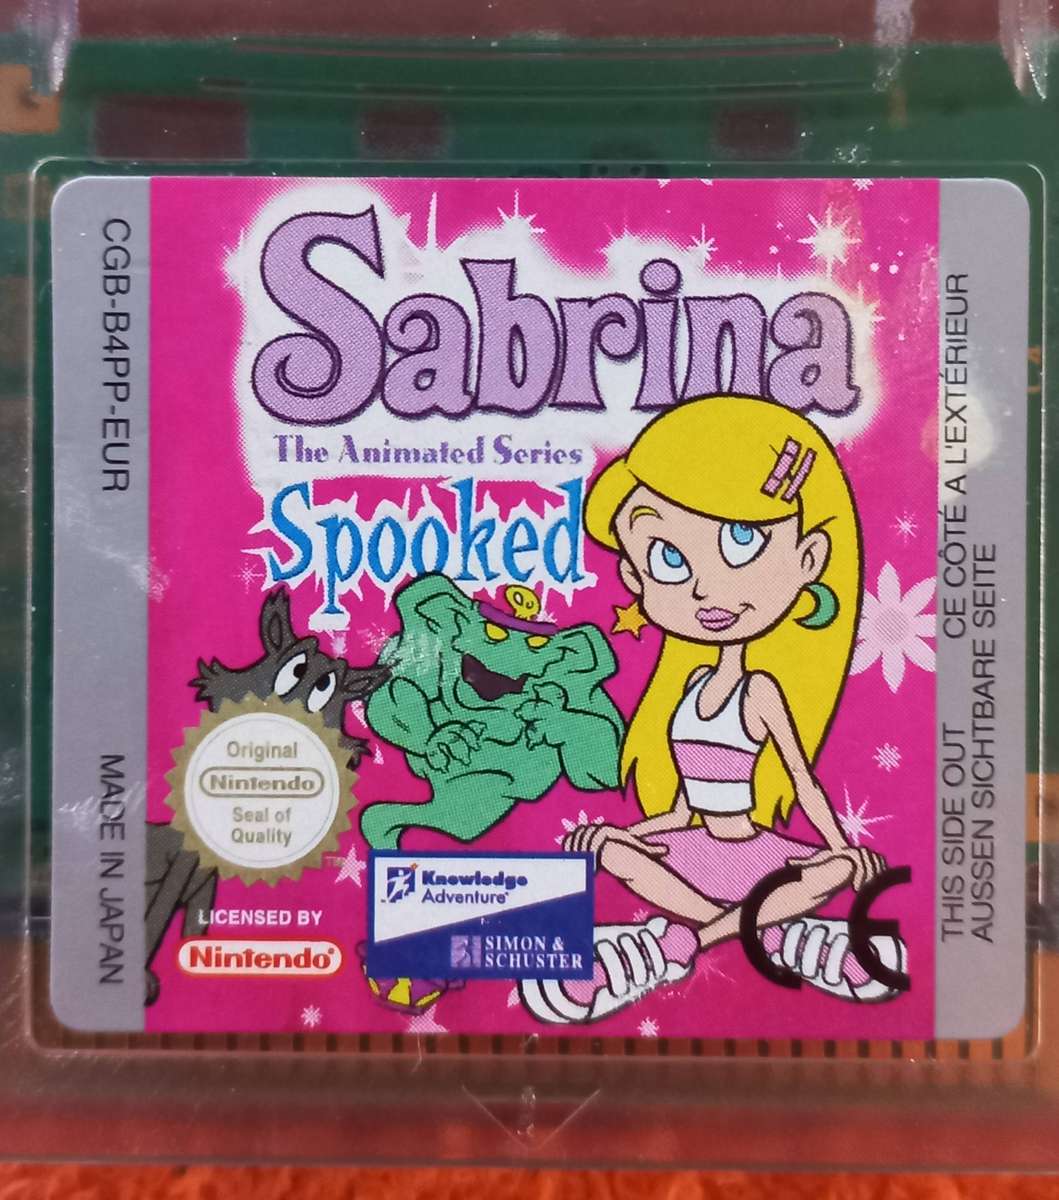 CGB-B4PP-EUR
MADE IN JAPAN
Sabrina
The Animated Series
Spooked
Original
Nintendo
Seal of
Quality
TM
LICENSED BY
Nintendo®
Knowledge
Adventure
SIMON &
SCHUSTER
CE
THIS SIDE OUT CE CÔTÉ A L'EXTÉRIEUR
AUSSEN SICHTBARE SEITE